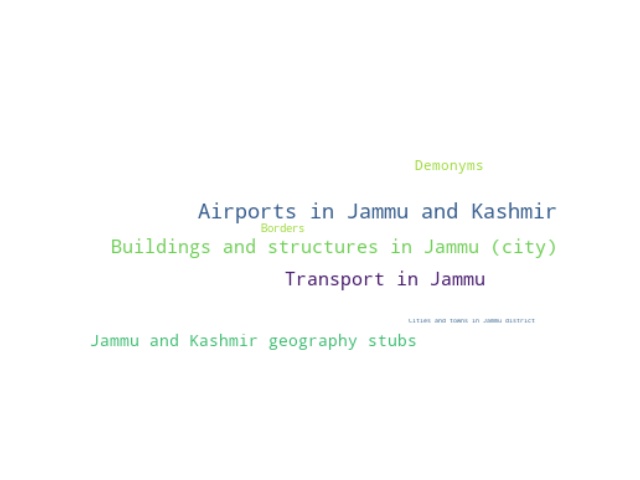 Demonyms
Airports in Jammu and Kashmir
Borders
Buildings and structures in Jammu (city)
Transport in Jammu
Cities and towns in Jammu district
Jammu and Kashmir geography stubs